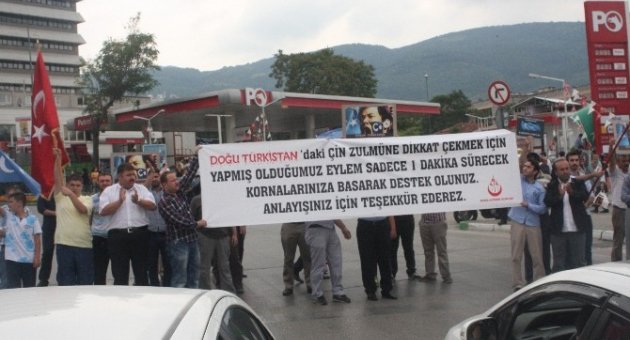 PO
PO
DOĞU TÜRKİSTAN 'daki ÇİN ZULMÜNE DİKKAT ÇEKMEK İÇİN
YAPMIŞ OLDUĞUMUZ EYLEM SADECE 1 DAKİKA SÜRECEK
KORNALARINIZA BASARAK DESTEK OLUNUZ.
ANLAYIŞINIZ İÇİN TEŞEKKÜR EDEREZ.